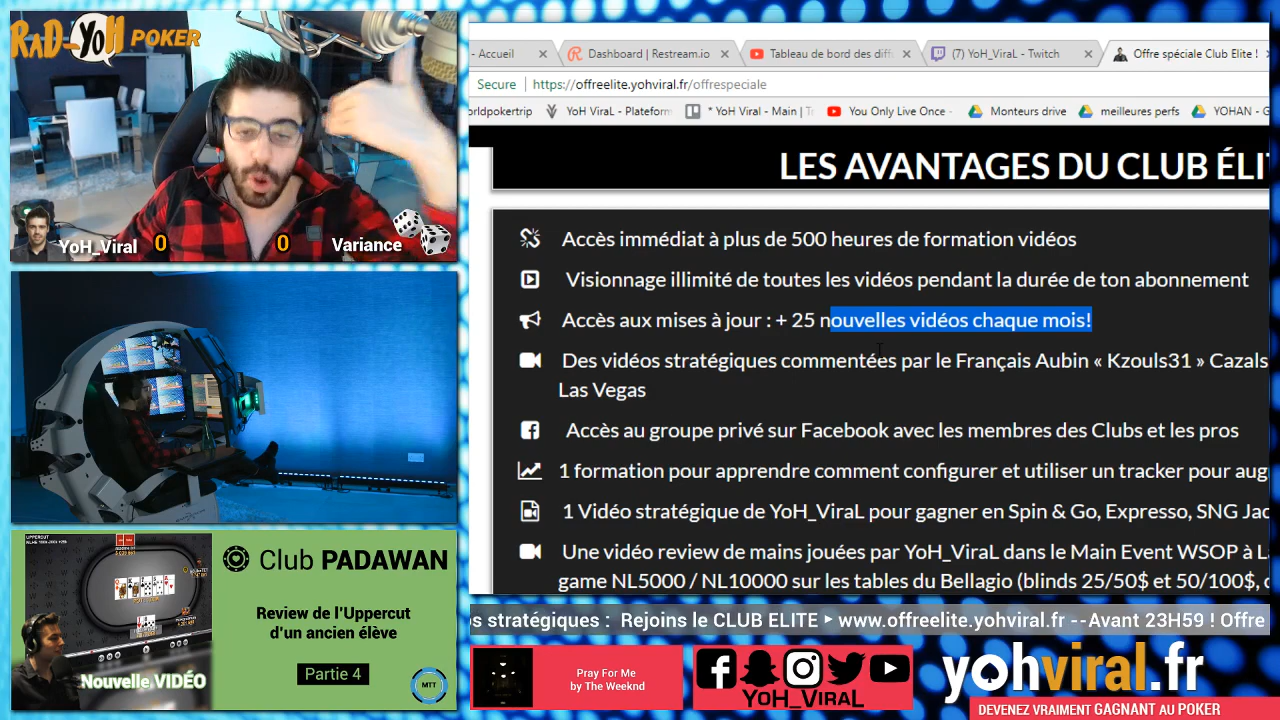 RAD-YOH POKER
YoH_Viral 0
0 Variance
- Accueil
Dashboard | Restream.io
Tableau de bord des diff
(7) YoH_ViraL - Twitch
Offre spéciale Club Elite !
Secure https://offreelite.yohviral.fr/offrespeciale
orldpokertrip
YoH ViraL - Plateform
* YoH Viral - Main | T
You Only Live Once -
Monteurs drive
meilleures perfs
YOHAN - G
LES AVANTAGES DU CLUB ÉLIT
Accès immédiat à plus de 500 heures de formation vidéos
Visionnage illimité de toutes les vidéos pendant la durée de ton abonnement
Accès aux mises à jour : + 25 nouvelles vidéos chaque mois!
Des vidéos stratégiques commentées par le Français Aubin « Kzouls31 » Cazals
Las Vegas
Accès au groupe privé sur Facebook avec les membres des Clubs et les pros
1 formation pour apprendre comment configurer et utiliser un tracker pour aug
1 Vidéo stratégique de YoH_ViraL pour gagner en Spin & Go, Expresso, SNG Jac
Une vidéo review de mains jouées par YoH_ViraL dans le Main Event WSOP à L
game NL5000 / NL10000 sur les tables du Bellagio (blinds 25/50$ et 50/100$,
UPPERCUT
Nouvelle VIDÉO
Club PADAWAN
Review de l'Uppercut
d'un ancien élève
Partie 4
MTT
os stratégiques : Rejoins le CLUB ELITE ▸ www.offreelite.yohviral.fr --Avant 23H59 ! Offre
Pray For Me
by The Weeknd
YoH_ViraL
yohviral.fr
DEVENEZ VRAIMENT GAGNANT AU POKER